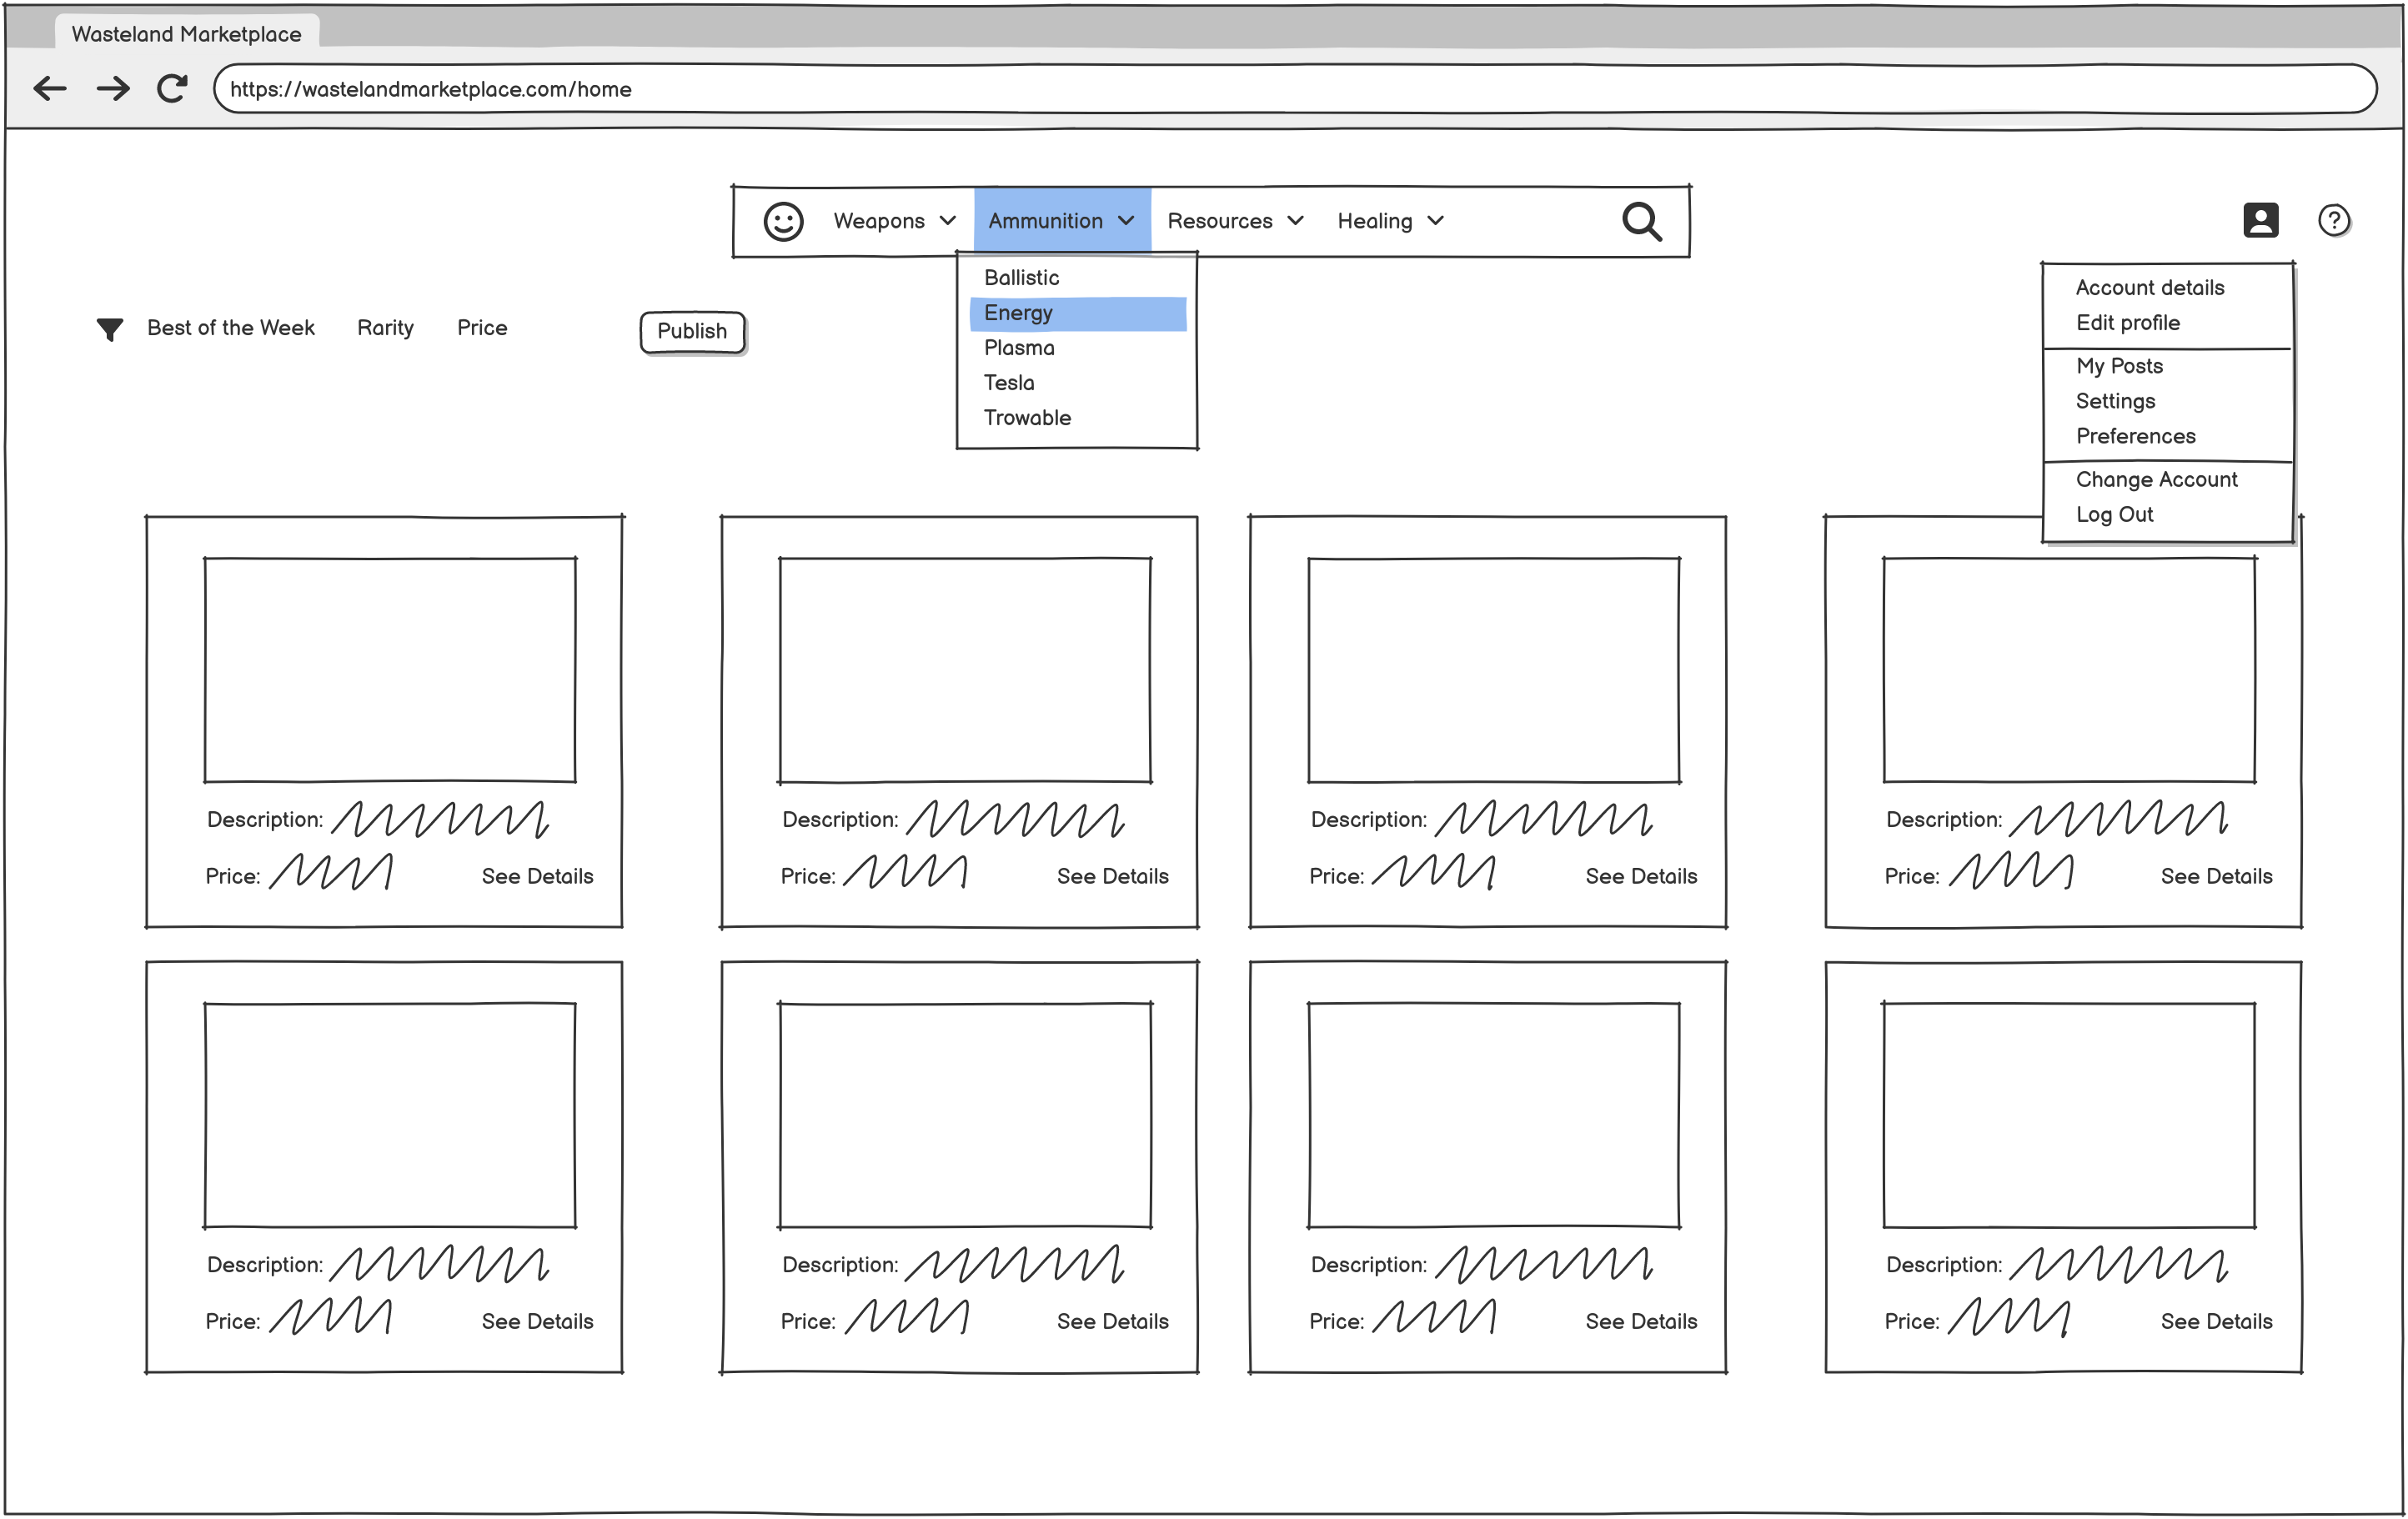 Wasteland Marketplace
https://wastelandmarketplace.com/home
Weapons Ammunition Resources Healing
Ballistic
Energy
Plasma
Tesla
Trowable
Account details
Edit profile
My Posts
Settings
Preferences
Change Account
Log Out
Best of the Week Rarity Price Publish
Description:
Price: See Details
Description:
Price: See Details
Description:
Price: See Details
Description:
Price: See Details
Description:
Price: See Details
Description:
Price: See Details
Description:
Price: See Details
Description:
Price: See Details